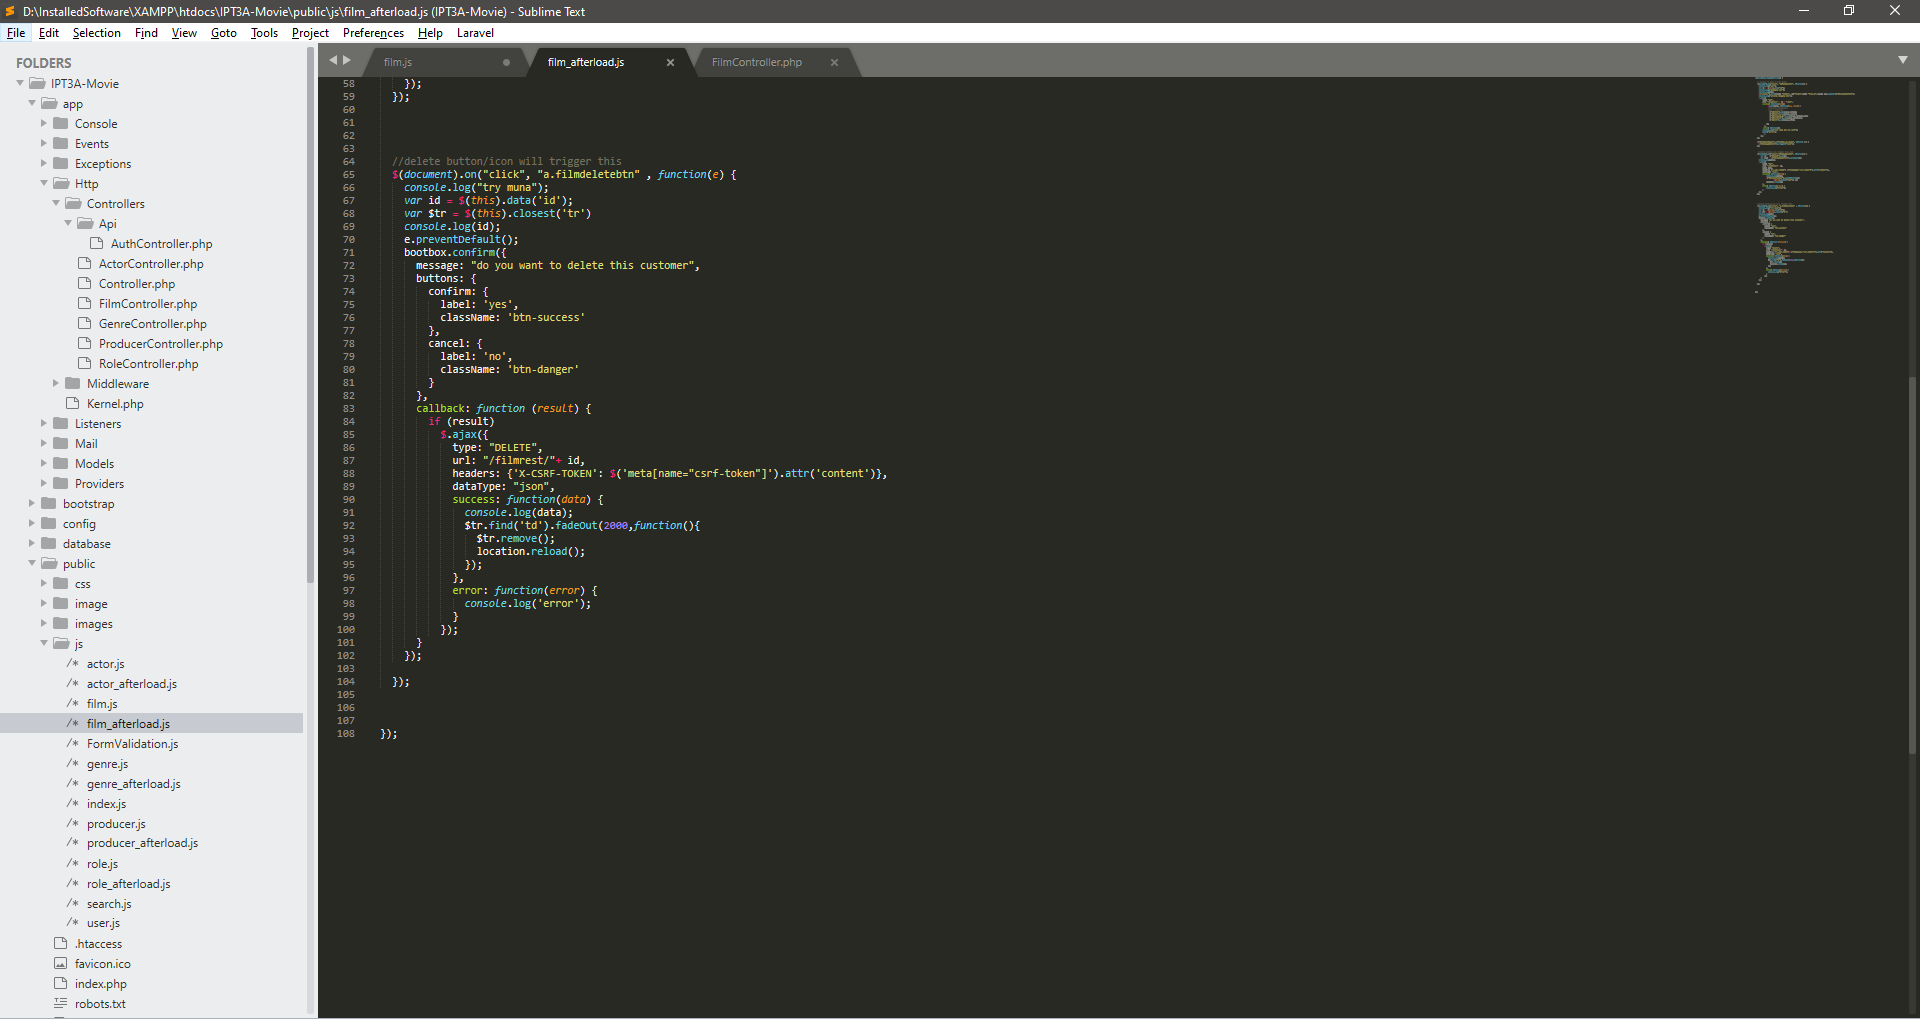 D:\InstalledSoftware\XAMPP\htdocs\IPT3A-Movie\public\js\film_afterload.js (IPT3A-Movie) - Sublime Text
File Edit Selection Find View Goto Tools Project Preferences Help Laravel
FOLDERS
IPT3A-Movie
app
Console
Events
Exceptions
Http
Controllers
Api
AuthController.php
ActorController.php
Controller.php
FilmController.php
GenreController.php
ProducerController.php
RoleController.php
Middleware
Kernel.php
Listeners
Mail
Models
Providers
bootstrap
config
database
public
css
image
images
js
/* actor.js
/* actor_afterload.js
/* film.js
/* film_afterload.js
/* FormValidation.js
/* genre.js
/* genre_afterload.js
/* index.js
/* producer.js
/* producer_afterload.js
/* role.js
/* role_afterload.js
/* search.js
/* user.js
.htaccess
favicon.ico
index.php
robots.txt
film.js film_afterload.js FilmController.php
58 });
59 });
60
61
62
63
64 //delete button/icon will trigger this
65 $(document).on("click", "a.filmdeletebtn" , function(e) {
66 console.log("try muna");
67 var id = $(this).data('id');
68 var $tr = $(this).closest('tr')
69 console.log(id);
70 e.preventDefault();
71 bootbox.confirm({
72 message: "do you want to delete this customer",
73 buttons: {
74 confirm: {
75 label: 'yes',
76 className: 'btn-success'
77 },
78 cancel: {
79 label: 'no',
80 className: 'btn-danger'
81 }
82 },
83 callback: function (result) {
84 if (result)
85 $.ajax({
86 type: "DELETE",
87 url: "/filmrest/"+ id,
88 headers: {'X-CSRF-TOKEN': $('meta[name="csrf-token"]').attr('content')},
89 dataType: "json",
90 success: function(data) {
91 console.log(data);
92 $tr.find('td').fadeOut(2000,function(){
93 $tr.remove();
94 location.reload();
95 });
96 },
97 error: function(error) {
98 console.log('error');
99 }
100 });
101 }
102 });
103
104 });
105
106
107
108 });